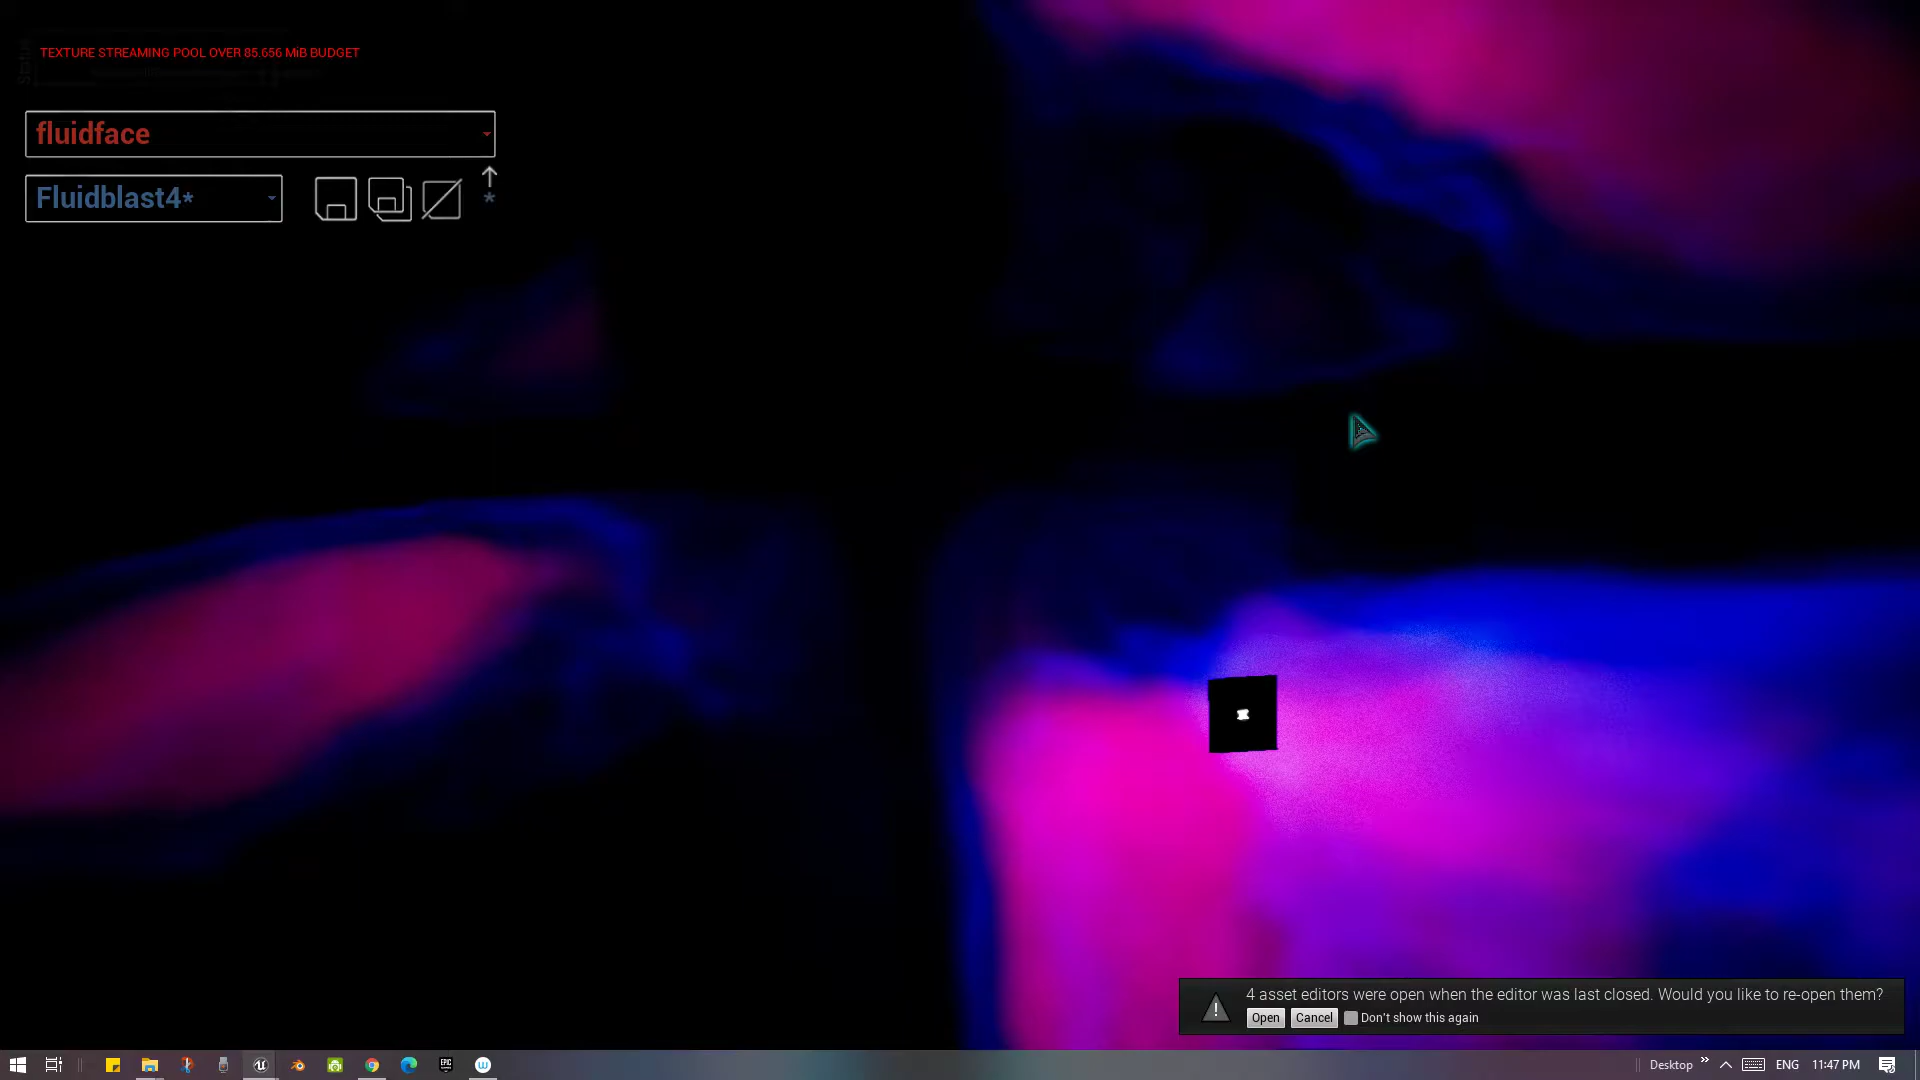 TEXTURE STREAMING POOL OVER 85.656 MiB BUDGET
fluidface
Fluidblast4*
*
4 asset editors were open when the editor was last closed. Would you like to re-open them?
Open Cancel Don't show this again
EPIC
Desktop ENG 11:47 PM